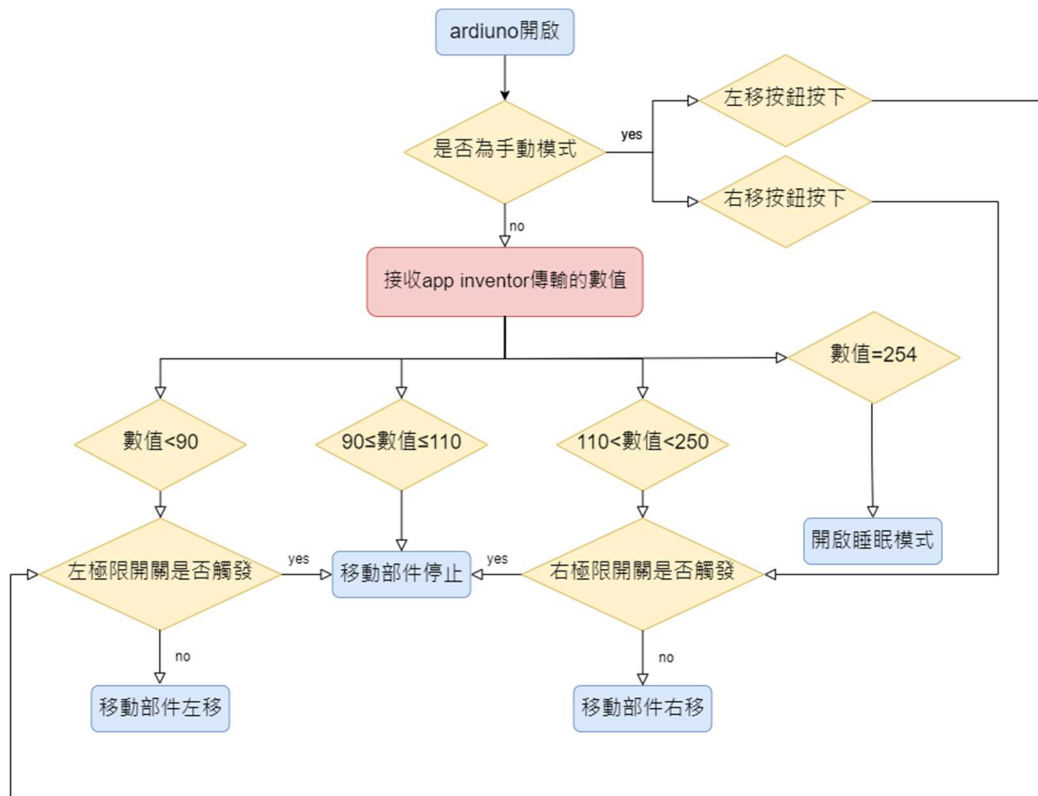 ardiuno開啟
左移按鈕按下
yes
是否為手動模式
右移按鈕按下
no
接收app inventor傳輸的數值
數值=254
數值<90
90≤數值≤110
110<數值<250
開啟睡眠模式
左極限開關是否觸發
yes
移動部件停止
yes
右極限開關是否觸發
no
no
移動部件左移
移動部件右移